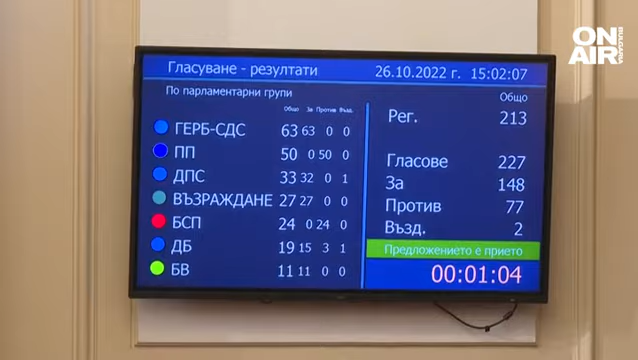 ON AIR
BULGARIA
Гласуване - резултати 26.10.2022 г. 15:02:07
По парламентарни групи
Общо За Против Възд.
ГЕРБ-СДС 63 63 0 0
ПП 50 0 50 0
ДПС 33 32 0 1
ВЪЗРАЖДАНЕ 27 27 0 0
БСП 24 0 24 0
ДБ 19 15 3 1
БВ 11 11 0 0
Общо
Рег. 213
Гласове 227
За 148
Против 77
Възд. 2
Предложението е прието
00:01:04